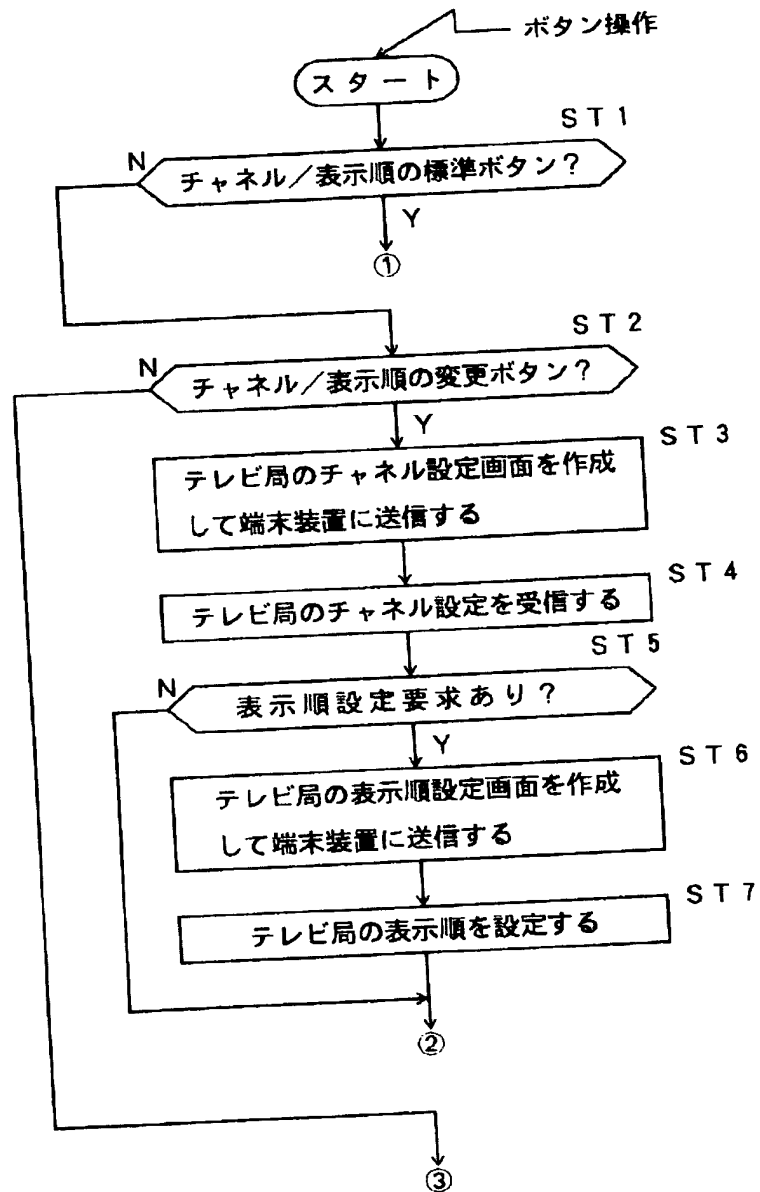 ボタン操作
スタート
ST1
N
チャネル／表示順の標準ボタン？
Y
①
ST2
N
チャネル／表示順の変更ボタン？
Y
ST3
テレビ局のチャネル設定画面を作成
して端末装置に送信する
ST4
テレビ局のチャネル設定を受信する
ST5
N
表示順設定要求あり？
Y
ST6
テレビ局の表示順設定画面を作成
して端末装置に送信する
ST7
テレビ局の表示順を設定する
②
③